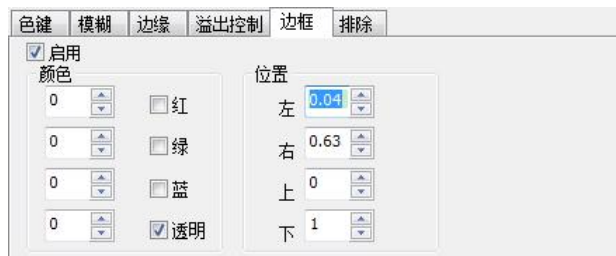 色键 模糊 边缘 溢出控制 边框 排除
启用
颜色 位置
0 红 左 0.04
0 绿 右 0.63
0 蓝 上 0
0 透明 下 1